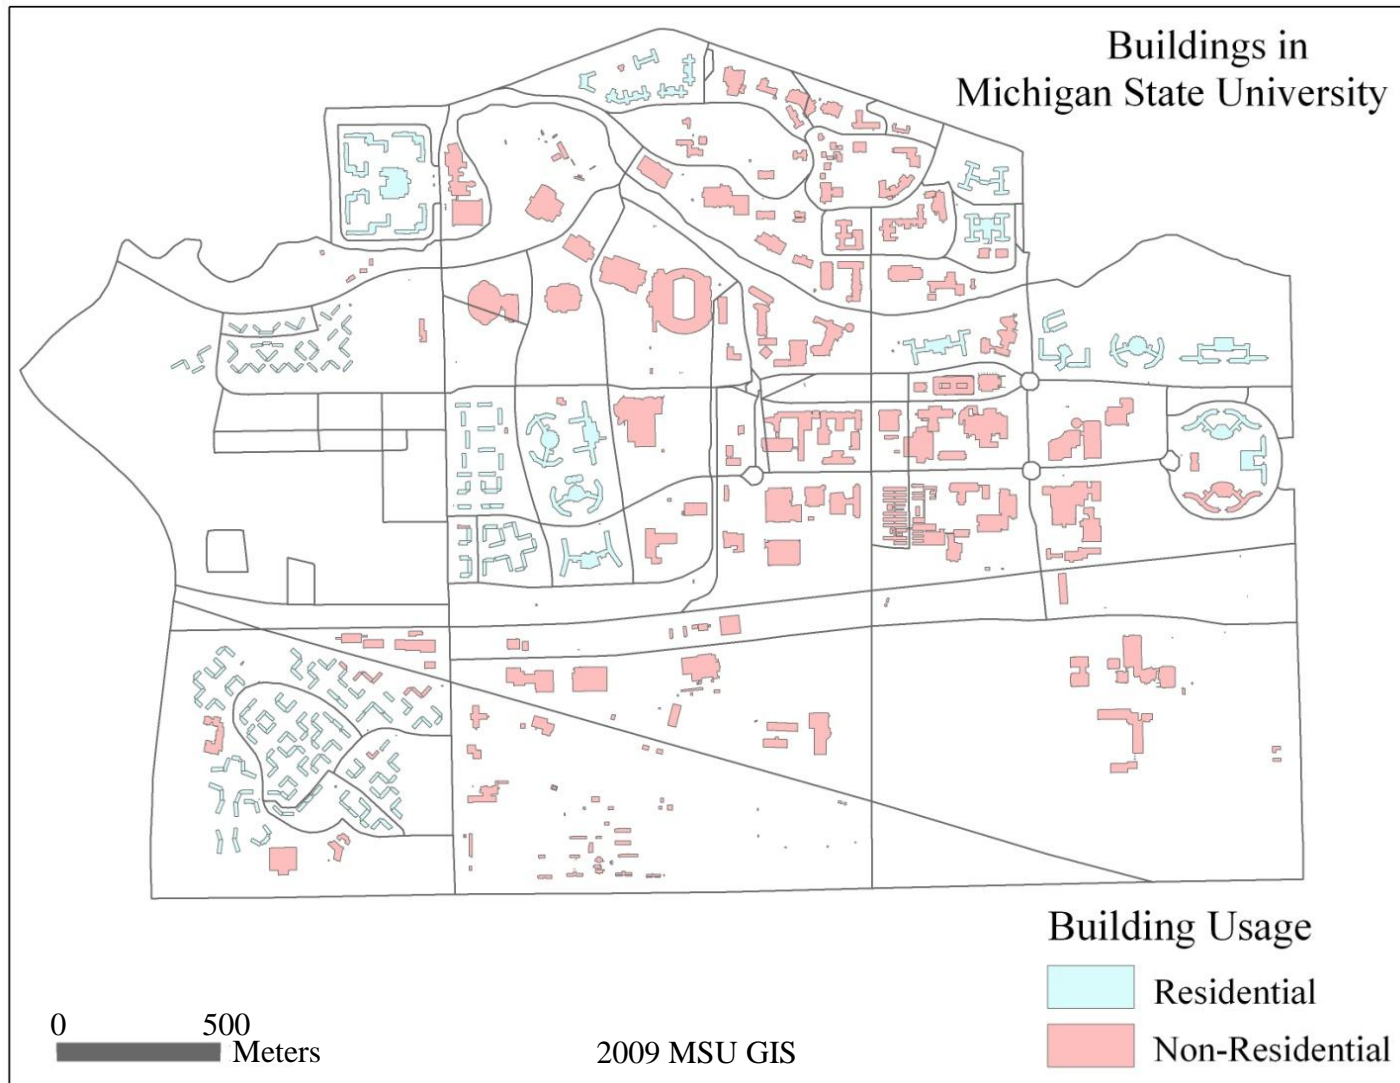 Buildings in
Michigan State University
Building Usage
Residential
Non-Residential
0 500
Meters
2009 MSU GIS